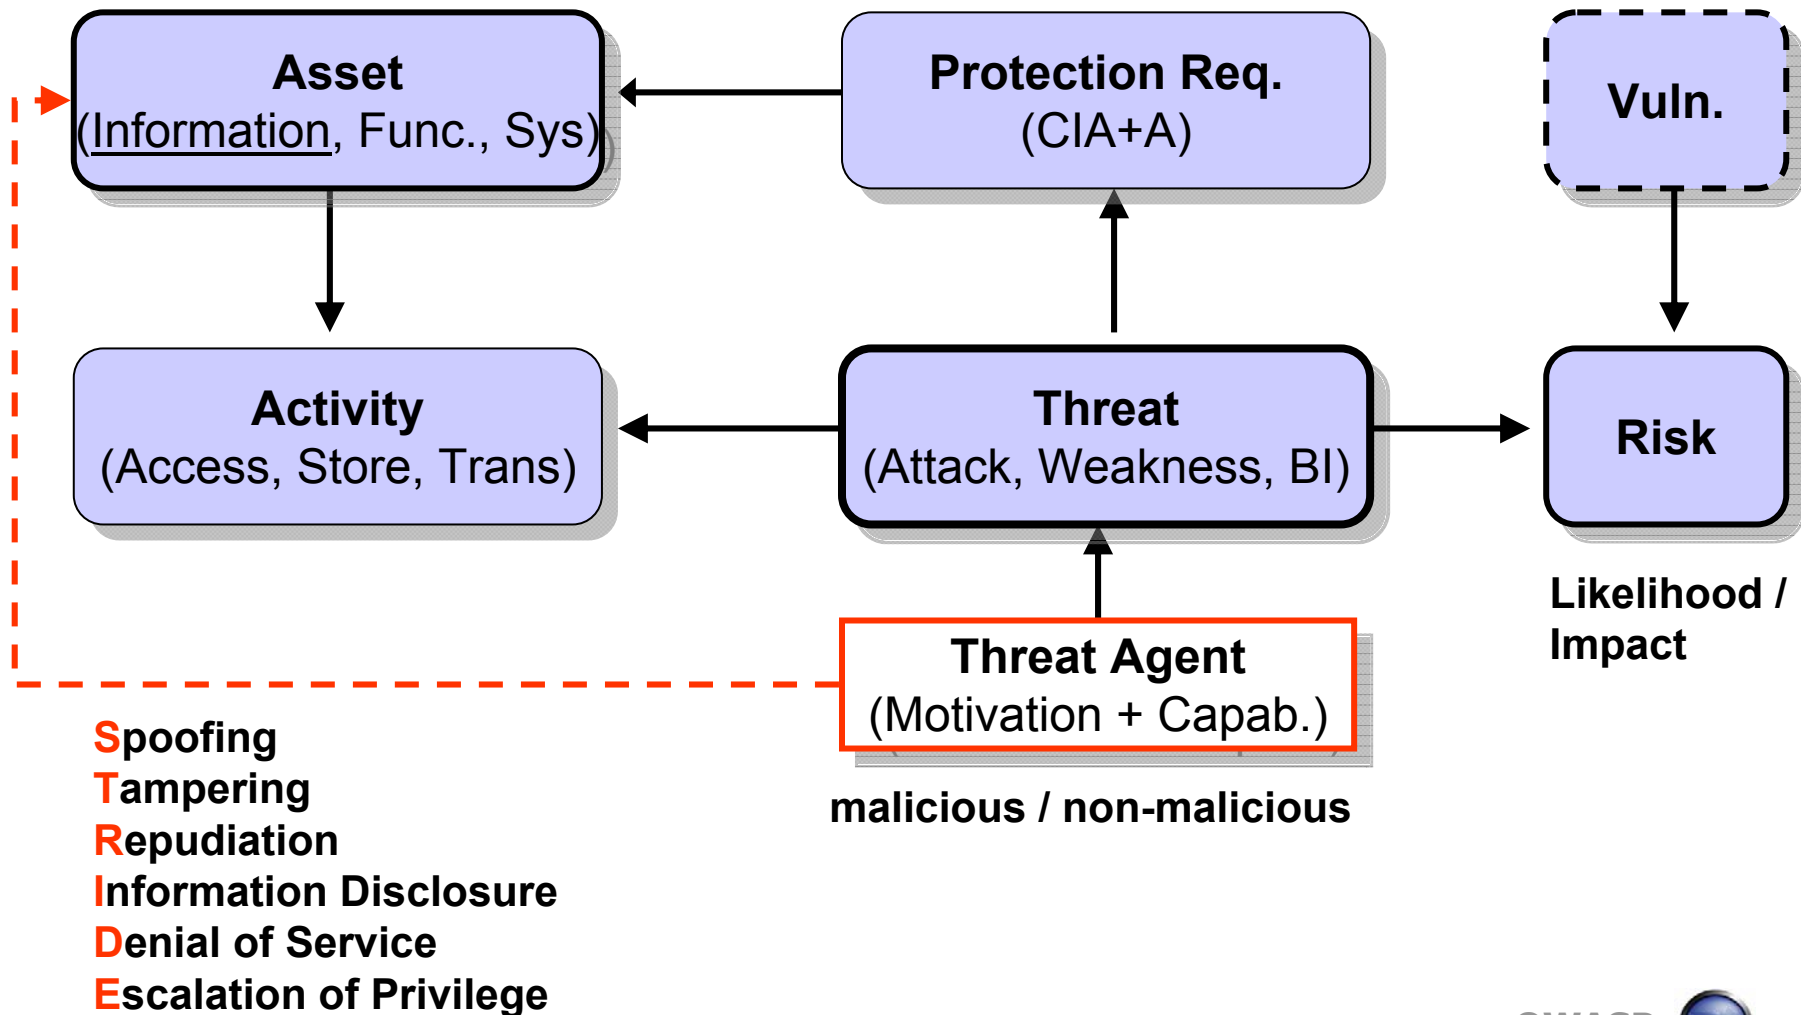 Asset
(Information, Func., Sys)
Protection Req.
(CIA+A)
Vuln.
Activity
(Access, Store, Trans)
Threat
(Attack, Weakness, BI)
Risk
Likelihood /
Impact
Threat Agent
(Motivation + Capab.)
malicious / non-malicious
Spoofing
Tampering
Repudiation
Information Disclosure
Denial of Service
Escalation of Privilege
OWASP